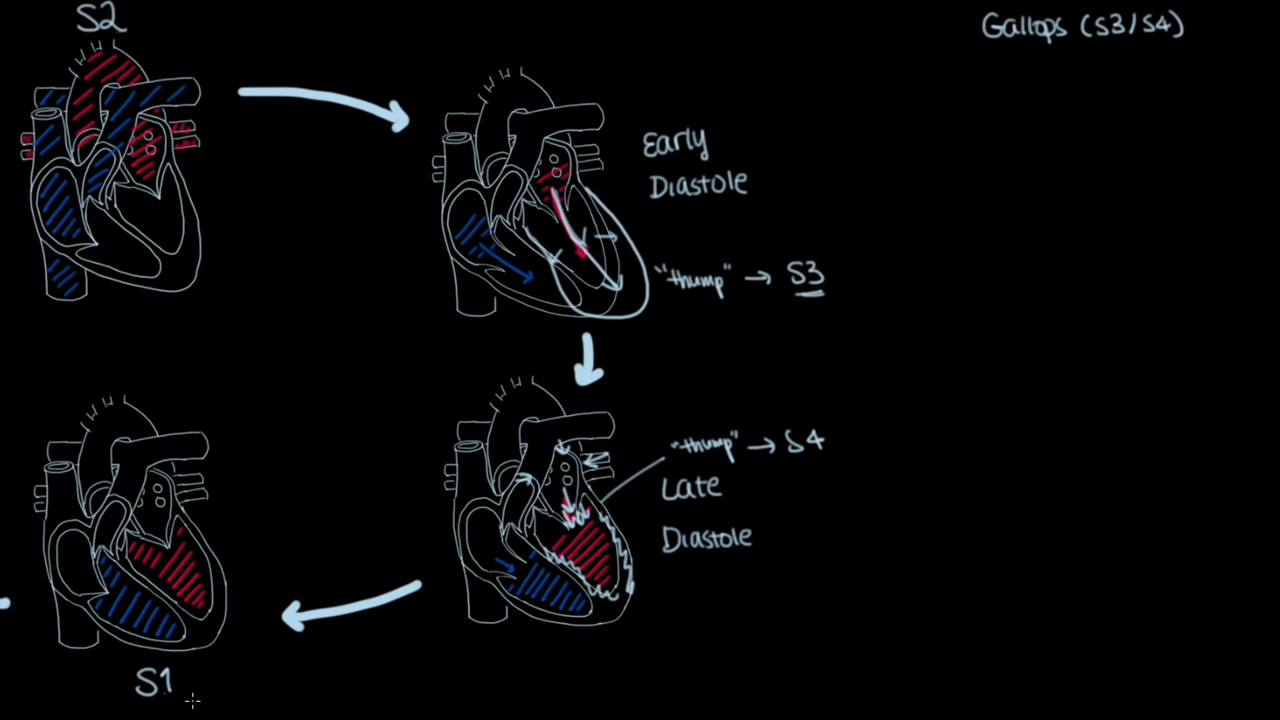 S2
Gallops (S3/S4)
Early
Diastole
"thump" → S3
"thump" → S4
Late
Diastole
S1